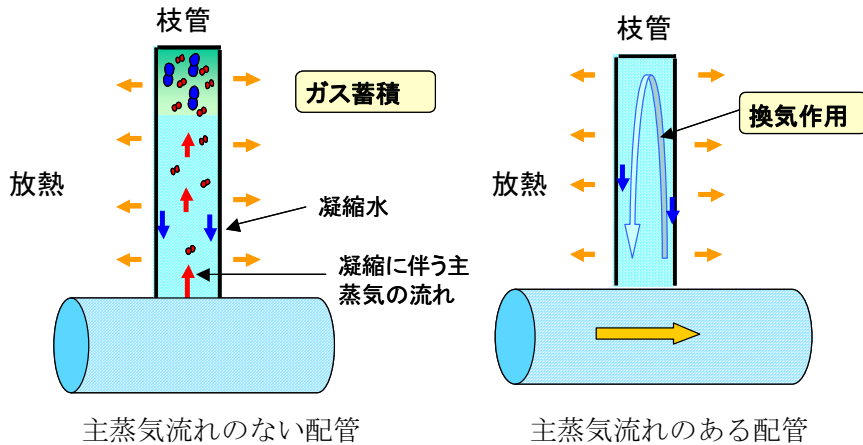 枝管
ガス蓄積
放熱
凝縮水
凝縮に伴う主
蒸気の流れ
主蒸気流れのない配管
枝管
換気作用
放熱
主蒸気流れのある配管